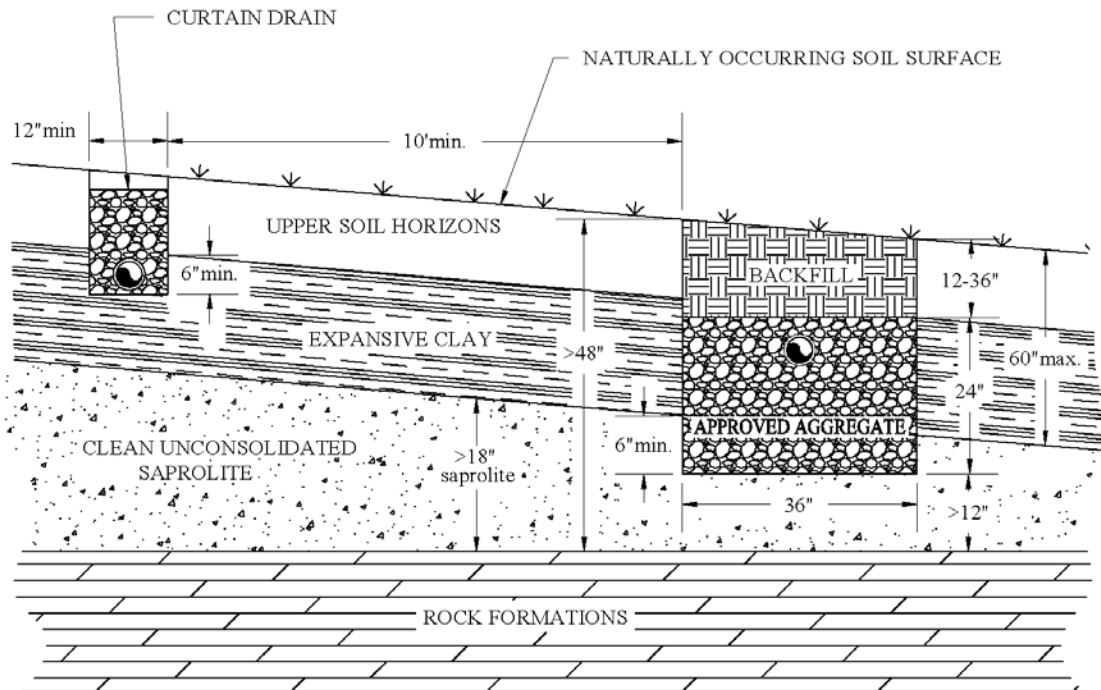 CURTAIN DRAIN
NATURALLY OCCURRING SOIL SURFACE
12"min
10'min.
UPPER SOIL HORIZONS
6"min.
BACKFILL
12-36"
EXPANSIVE CLAY
>48"
60"max.
24"
CLEAN UNCONSOLIDATED
SAPROLITE
>18"
saprolite
6"min.
APPROVED AGGREGATE
36"
>12"
ROCK FORMATIONS